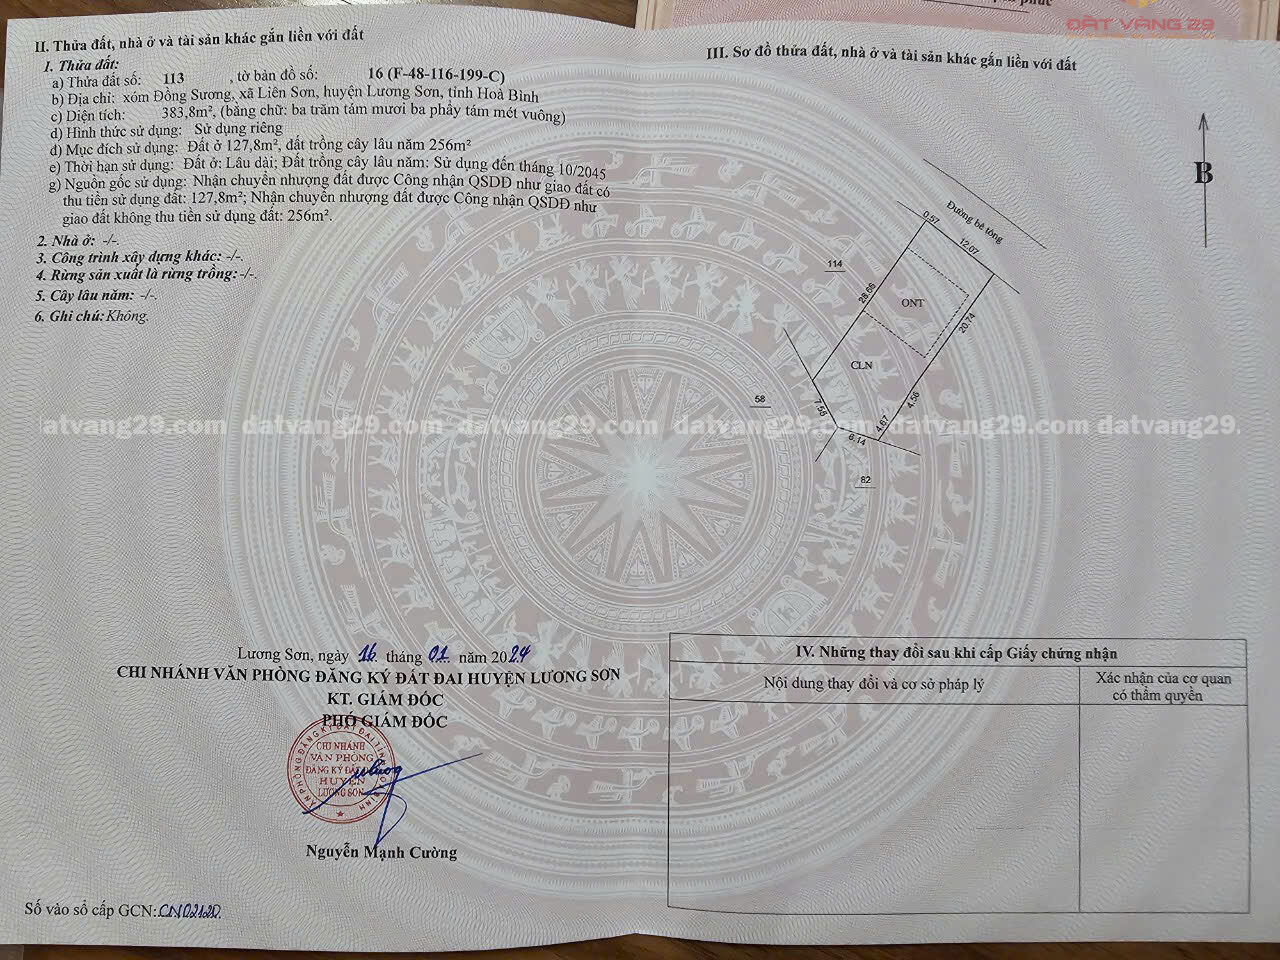 ĐẤT VÀNG 29
II. Thửa đất, nhà ở và tài sản khác gắn liền với đất
1. Thửa đất:
a) Thửa đất số: 113 , tờ bản đồ số: 16 (F-48-116-199-C)
b) Địa chỉ: xóm Đồng Sương, xã Liên Sơn, huyện Lương Sơn, tỉnh Hoà Bình
c) Diện tích: 383,8m², (bằng chữ: ba trăm tám mươi ba phẩy tám mét vuông)
d) Hình thức sử dụng: Sử dụng riêng
đ) Mục đích sử dụng: Đất ở 127,8m², đất trồng cây lâu năm 256m²
e) Thời hạn sử dụng: Đất ở: Lâu dài; Đất trồng cây lâu năm: Sử dụng đến tháng 10/2045
g) Nguồn gốc sử dụng: Nhận chuyển nhượng đất được Công nhận QSDĐ như giao đất có
thu tiền sử dụng đất: 127,8m²; Nhận chuyển nhượng đất được Công nhận QSDĐ như
giao đất không thu tiền sử dụng đất: 256m².
2. Nhà ở: -/-.
3. Công trình xây dựng khác: -/-.
4. Rừng sản xuất là rừng trồng: -/-.
5. Cây lâu năm: -/-.
6. Ghi chú: Không.
III. Sơ đồ thửa đất, nhà ở và tài sản khác gắn liền với đất
B
Đường bê tông
0.57
12.07
114
28.66
ONT
20.74
CLN
58
7.56
4.56
4.67
6.14
82
atvang29.com datvang29.com datvang29.com datvang29.com datvang29.com datvang29.
Lương Sơn, ngày 16 tháng 01 năm 2024
CHI NHÁNH VĂN PHÒNG ĐĂNG KÝ ĐẤT ĐAI HUYỆN LƯƠNG SƠN
KT. GIÁM ĐỐC
PHÓ GIÁM ĐỐC
CHI NHÁNH
VĂN PHÒNG
ĐĂNG KÝ ĐẤT
HUYỆN
LƯƠNG SƠN
Nguyễn Mạnh Cường
Số vào sổ cấp GCN: CN02120
IV. Những thay đổi sau khi cấp Giấy chứng nhận
Nội dung thay đổi và cơ sở pháp lý
Xác nhận của cơ quan
có thẩm quyền